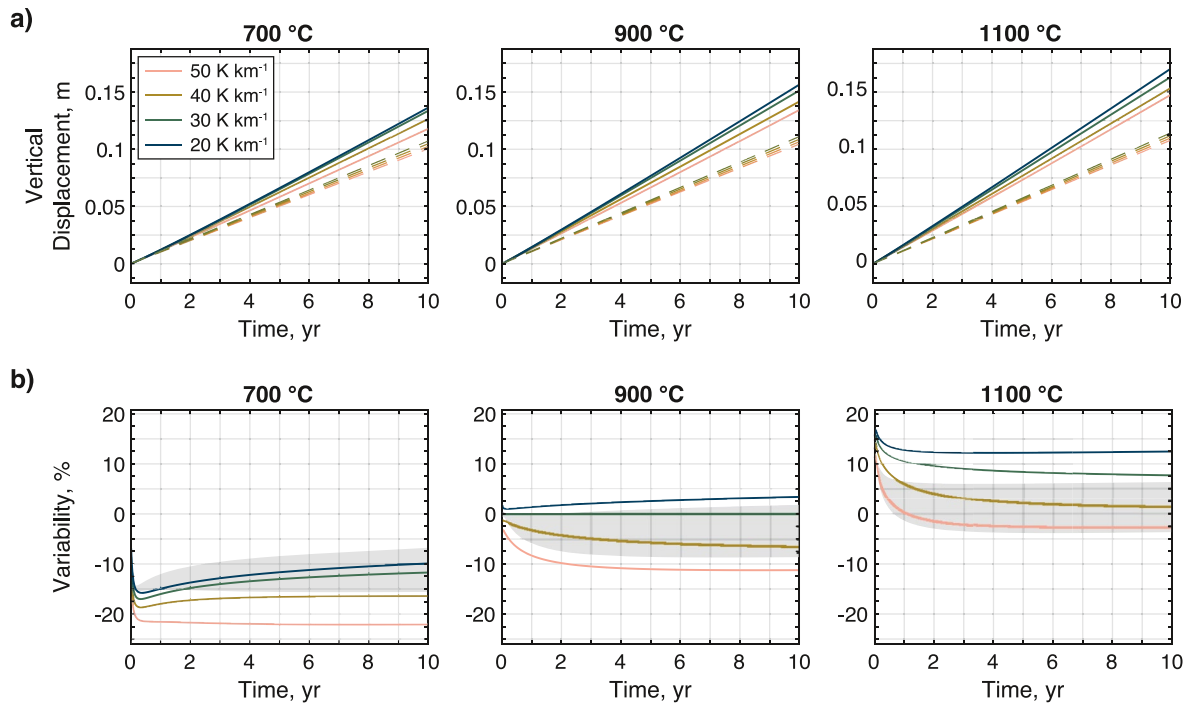 a)
700 °C
900 °C
1100 °C
50 K km⁻¹
40 K km⁻¹
30 K km⁻¹
20 K km⁻¹
Vertical
Displacement, m
0.15
0.1
0.05
0
0.15
0.1
0.05
0
0.15
0.1
0.05
0
0 2 4 6 8 10
0 2 4 6 8 10
0 2 4 6 8 10
Time, yr
Time, yr
Time, yr
b)
700 °C
900 °C
1100 °C
Variability, %
20
10
0
-10
-20
20
10
0
-10
-20
20
10
0
-10
-20
0 2 4 6 8 10
0 2 4 6 8 10
0 2 4 6 8 10
Time, yr
Time, yr
Time, yr